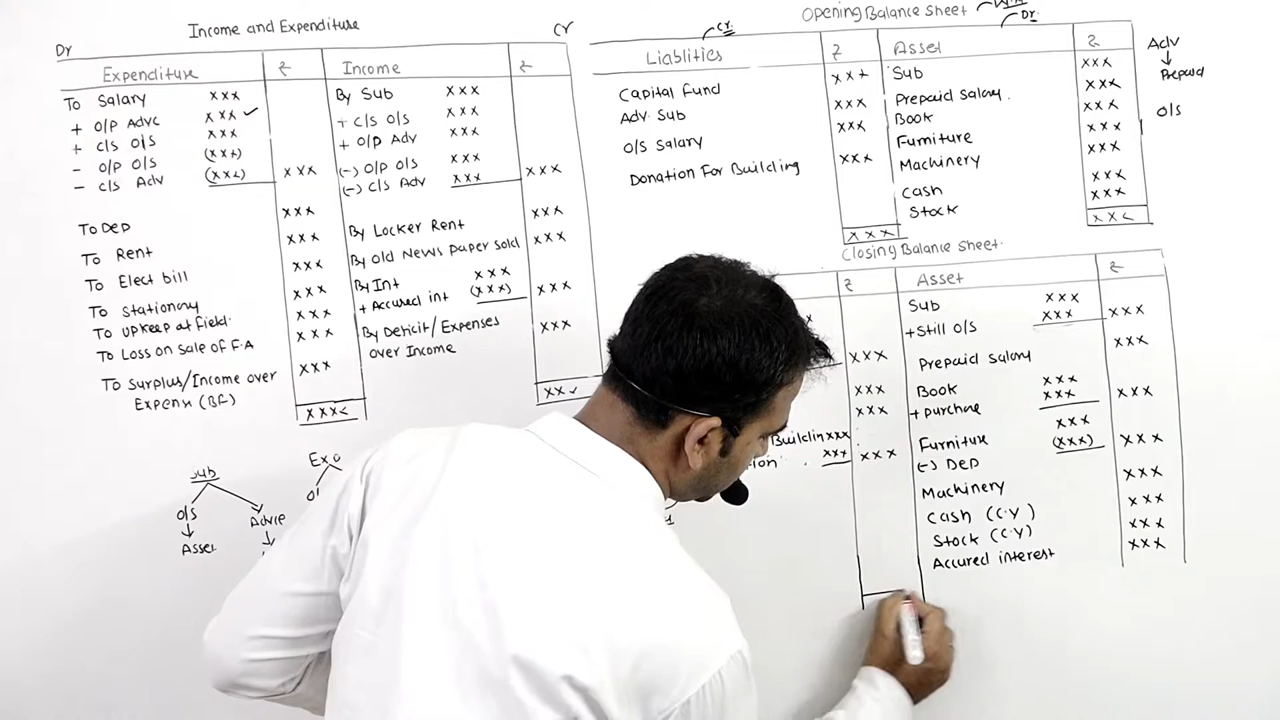 Income and Expenditure
Dr
Cr
Expenditure ₹ Income ₹
To Salary xxx
+ O/P Advc xxx ✓
+ C/S O/S xxx
- O/P O/S (xxx)
- C/S Adv (xxx) xxx
To Dep xxx
To Rent xxx
To Elect bill xxx
To Stationary xxx
To Upkeep at Field. xxx
To Loss on Sale of F.A xxx
To Surplus/Income over xxx
Expense (BF)
xxx
By Sub xxx
+ C/S O/S xxx
+ O/P Adv xxx
(-) O/P O/S xxx
(-) C/S Adv xxx xxx
By Locker Rent xxx
By Old News Paper Sold xxx
By Int xxx
+ Accured int (xxx) xxx
By Deficit/Expenses xxx
over Income
xx
Opening Balance Sheet
Cr.
Dr.
Liablities ₹ Asset ₹
Capital Fund xxx
Adv. Sub xxx
O/S Salary xxx
Donation For Building xxx
xxx
Sub xxx
Prepaid Salary. xxx
Book xxx
Furniture xxx
Machinery xxx
Cash xxx
Stock xxx
xxx
Adv
↓
Prepaid
O/S
Closing Balance Sheet.
₹ Asset ₹
xxx
xxx
xxx
Buildin xxx
tion. xxx xxx
Sub xxx
+ Still O/S xxx xxx
Prepaid Salary xxx
Book xxx
+ purchase xxx xxx
Furniture xxx
(-) Dep (xxx) xxx
Machinery xxx
Cash (C.Y) xxx
Stock (C.Y) xxx
Accured interest xxx
Sub
O/S
↓
Asset
Advce
↓